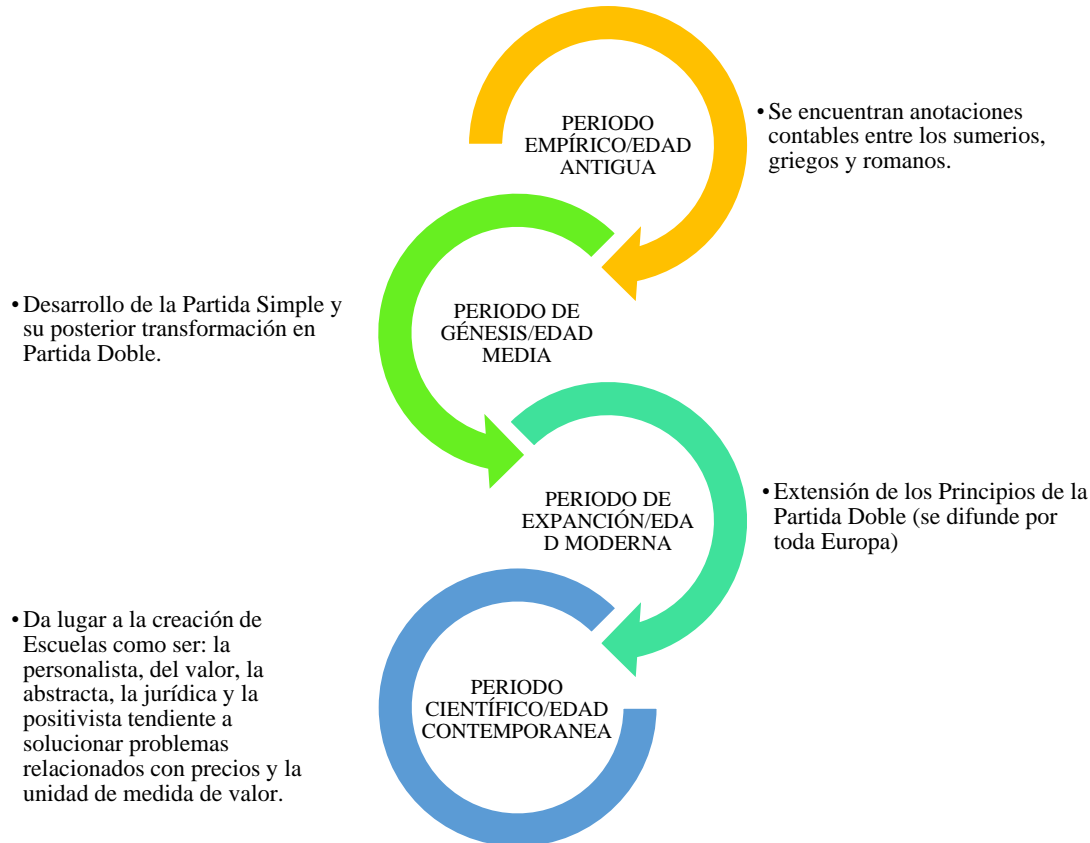 PERIODO
EMPÍRICO/EDAD
ANTIGUA
• Se encuentran anotaciones
contables entre los sumerios,
griegos y romanos.
• Desarrollo de la Partida Simple y
su posterior transformación en
Partida Doble.
PERIODO DE
GÉNESIS/EDAD
MEDIA
PERIODO DE
EXPANCIÓN/EDA
D MODERNA
• Extensión de los Principios de la
Partida Doble (se difunde por
toda Europa)
• Da lugar a la creación de
Escuelas como ser: la
personalista, del valor, la
abstracta, la jurídica y la
positivista tendiente a
solucionar problemas
relacionados con precios y la
unidad de medida de valor.
PERIODO
CIENTÍFICO/EDAD
CONTEMPORANEA